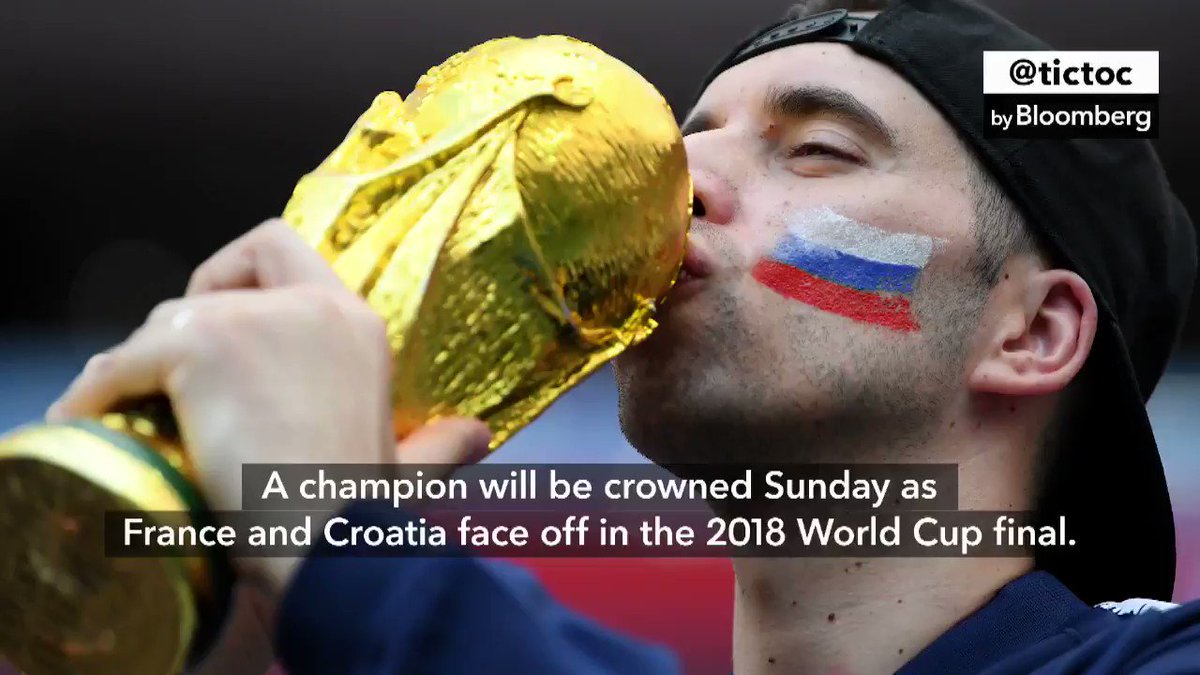 @tictoc
by Bloomberg
A champion will be crowned Sunday as
France and Croatia face off in the 2018 World Cup final.